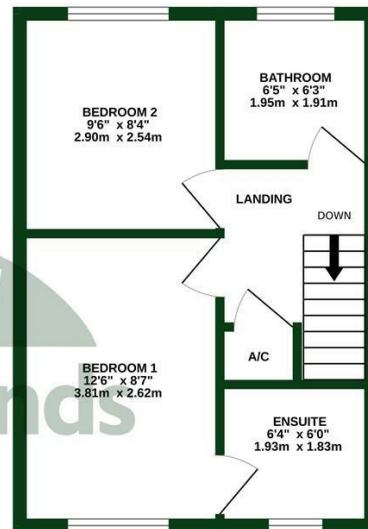 BEDROOM 2
9'6" x 8'4"
2.90m x 2.54m
BATHROOM
6'5" x 6'3"
1.95m x 1.91m
LANDING
DOWN
BEDROOM 1
12'6" x 8'7"
3.81m x 2.62m
A/C
ENSUITE
6'4" x 6'0"
1.93m x 1.83m
nds